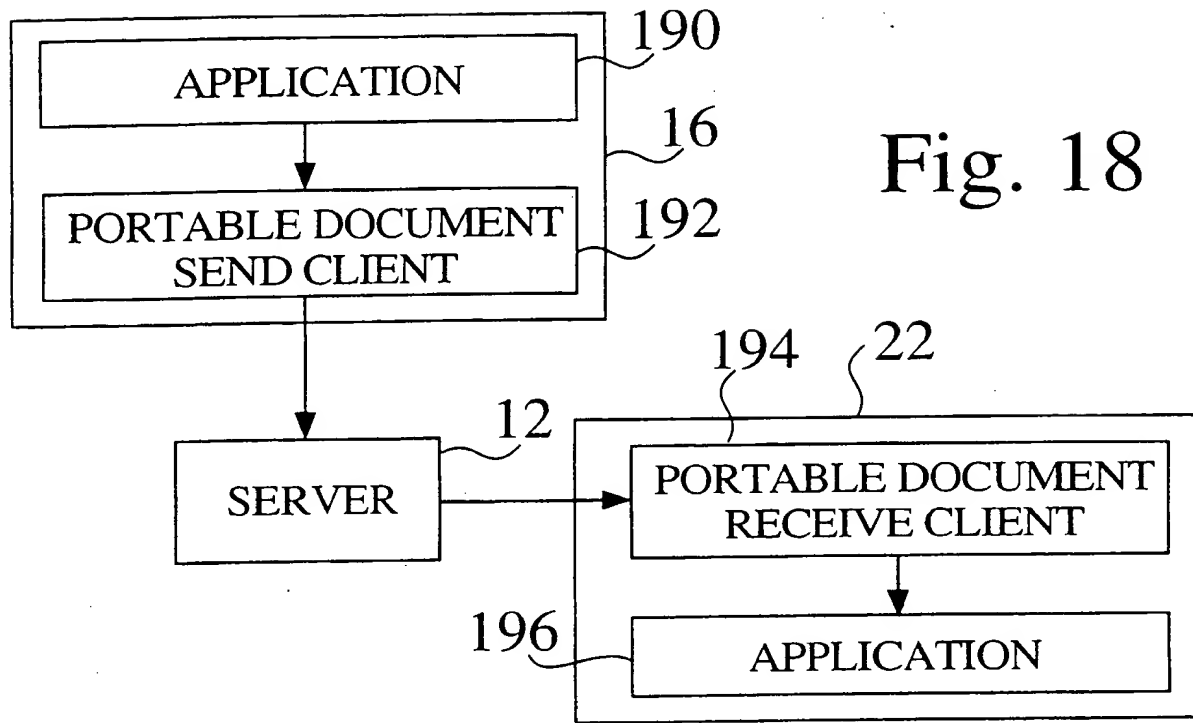 190
APPLICATION
16
Fig. 18
PORTABLE DOCUMENT
SEND CLIENT
192
194
22
12
SERVER
PORTABLE DOCUMENT
RECEIVE CLIENT
196
APPLICATION